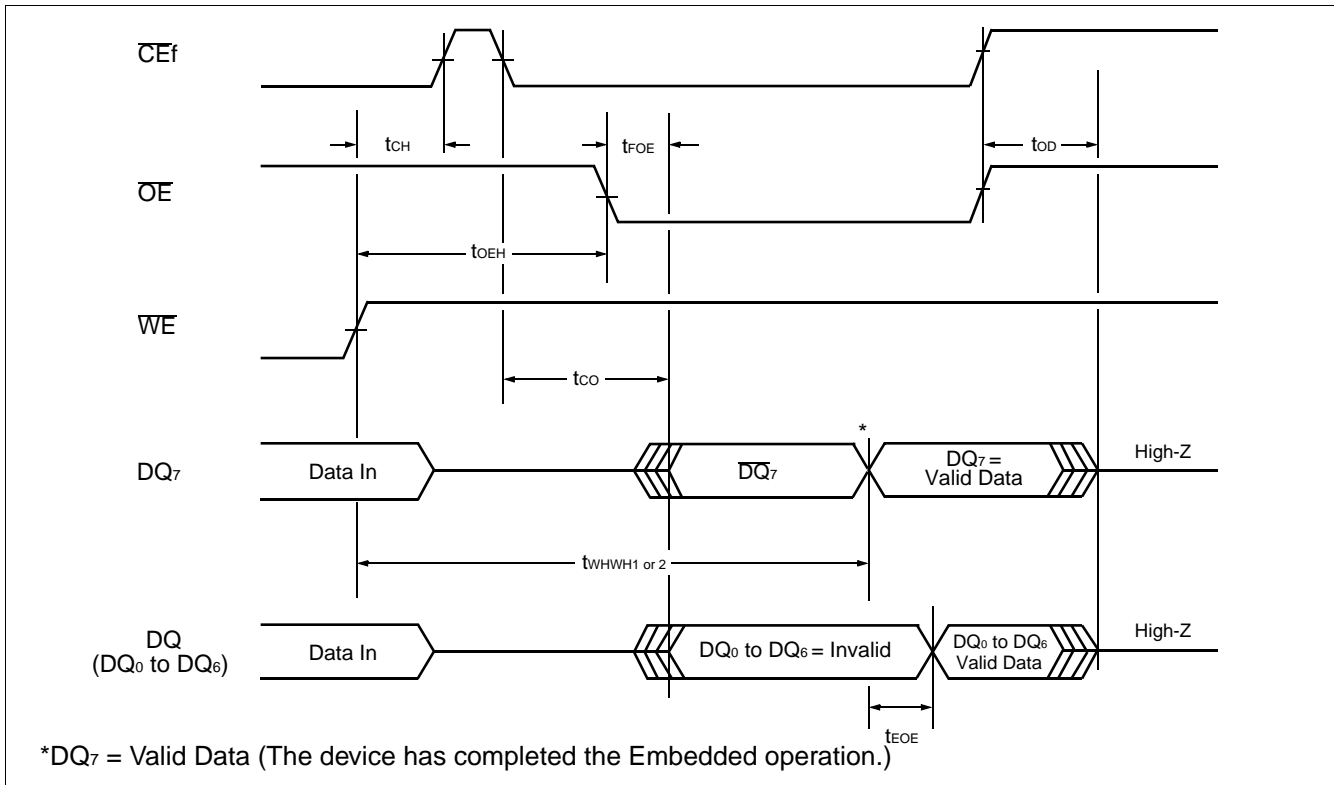 CEf
tCH
tFOE
tOD
OE
tOEH
WE
tCO
*
DQ7
Data In
DQ7
DQ7 =
Valid Data
High-Z
tWHWH1 or 2
DQ
(DQ0 to DQ6)
Data In
DQ0 to DQ6 = Invalid
DQ0 to DQ6
Valid Data
High-Z
tEOE
*DQ7 = Valid Data (The device has completed the Embedded operation.)